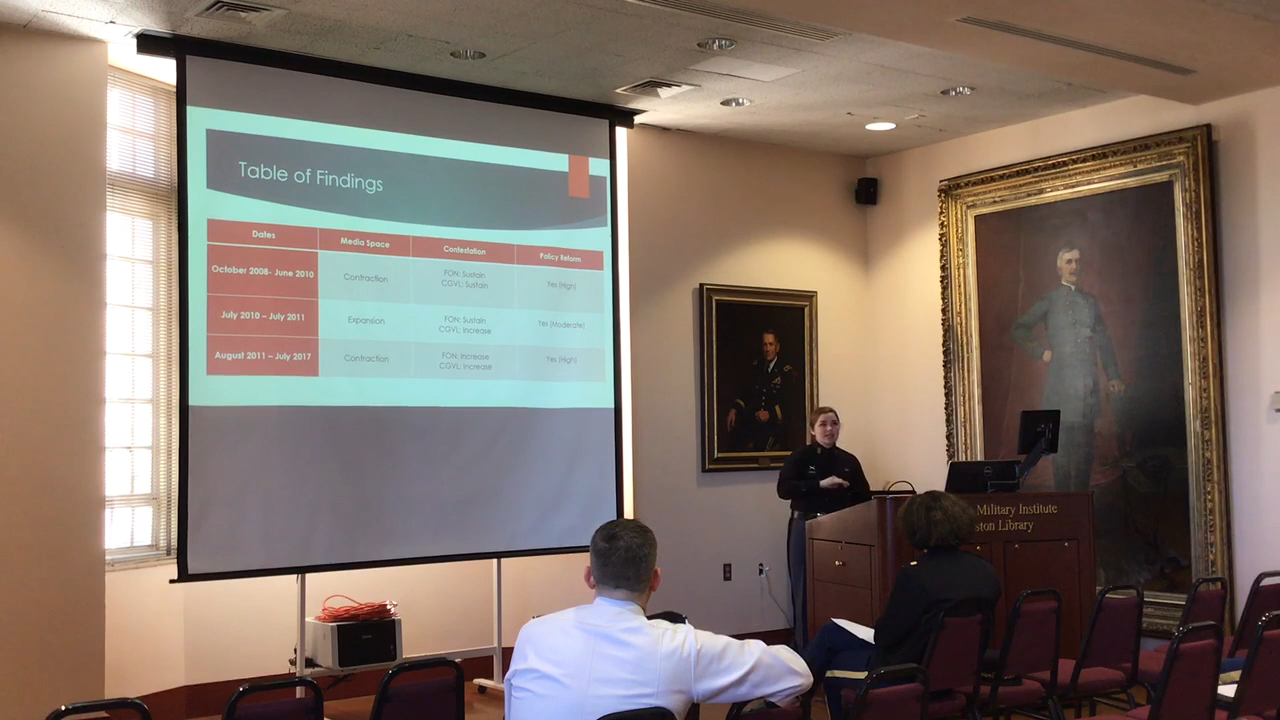 Table of Findings
Dates Media Space Contestation Policy Reform
October 2008- June 2010 Contraction FON: Sustain Yes (High)
CGVL: Sustain
July 2010 – July 2011 Expansion FON: Sustain Yes (Moderate)
CGVL: Increase
August 2011 – July 2017 Contraction FON: Increase Yes (High)
CGVL: Increase
Military Institute
ston Library